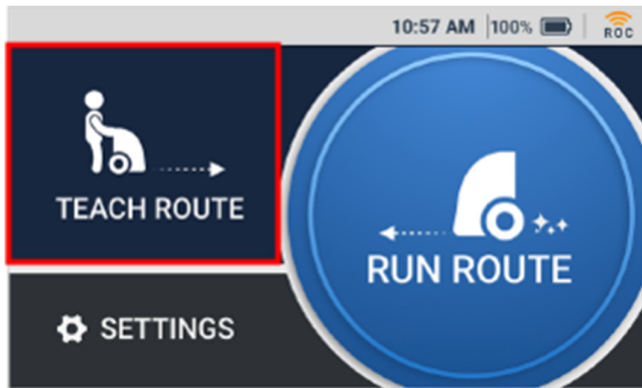 10:57 AM 100%
ROC
TEACH ROUTE
RUN ROUTE
SETTINGS